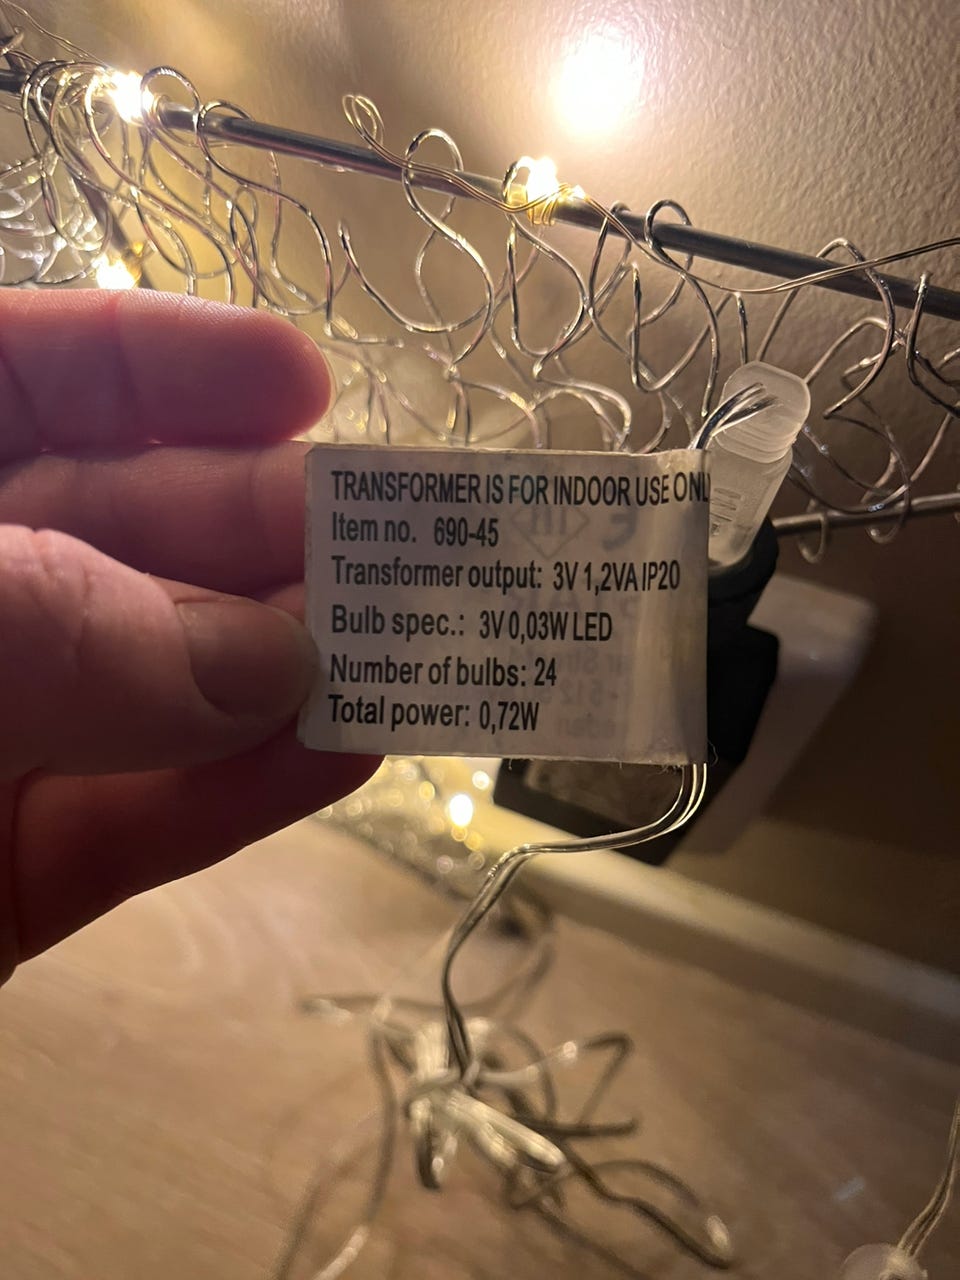 TRANSFORMER IS FOR INDOOR USE ONLY
Item no. 690-45
Transformer output: 3V 1,2VA IP20
Bulb spec.: 3V 0,03W LED
Number of bulbs: 24
Total power: 0,72W